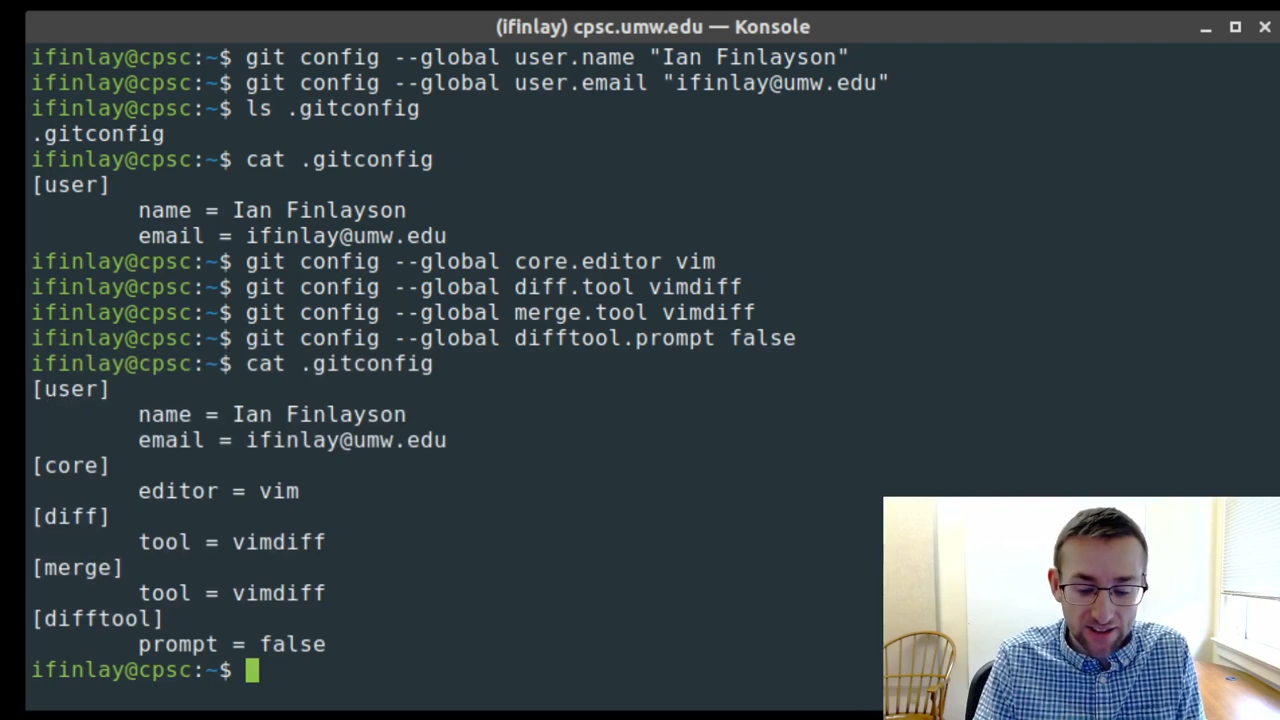 (ifinlay) cpsc.umw.edu — Konsole
ifinlay@cpsc:~$ git config --global user.name "Ian Finlayson"
ifinlay@cpsc:~$ git config --global user.email "ifinlay@umw.edu"
ifinlay@cpsc:~$ ls .gitconfig
.gitconfig
ifinlay@cpsc:~$ cat .gitconfig
[user]
        name = Ian Finlayson
        email = ifinlay@umw.edu
ifinlay@cpsc:~$ git config --global core.editor vim
ifinlay@cpsc:~$ git config --global diff.tool vimdiff
ifinlay@cpsc:~$ git config --global merge.tool vimdiff
ifinlay@cpsc:~$ git config --global difftool.prompt false
ifinlay@cpsc:~$ cat .gitconfig
[user]
        name = Ian Finlayson
        email = ifinlay@umw.edu
[core]
        editor = vim
[diff]
        tool = vimdiff
[merge]
        tool = vimdiff
[difftool]
        prompt = false
ifinlay@cpsc:~$